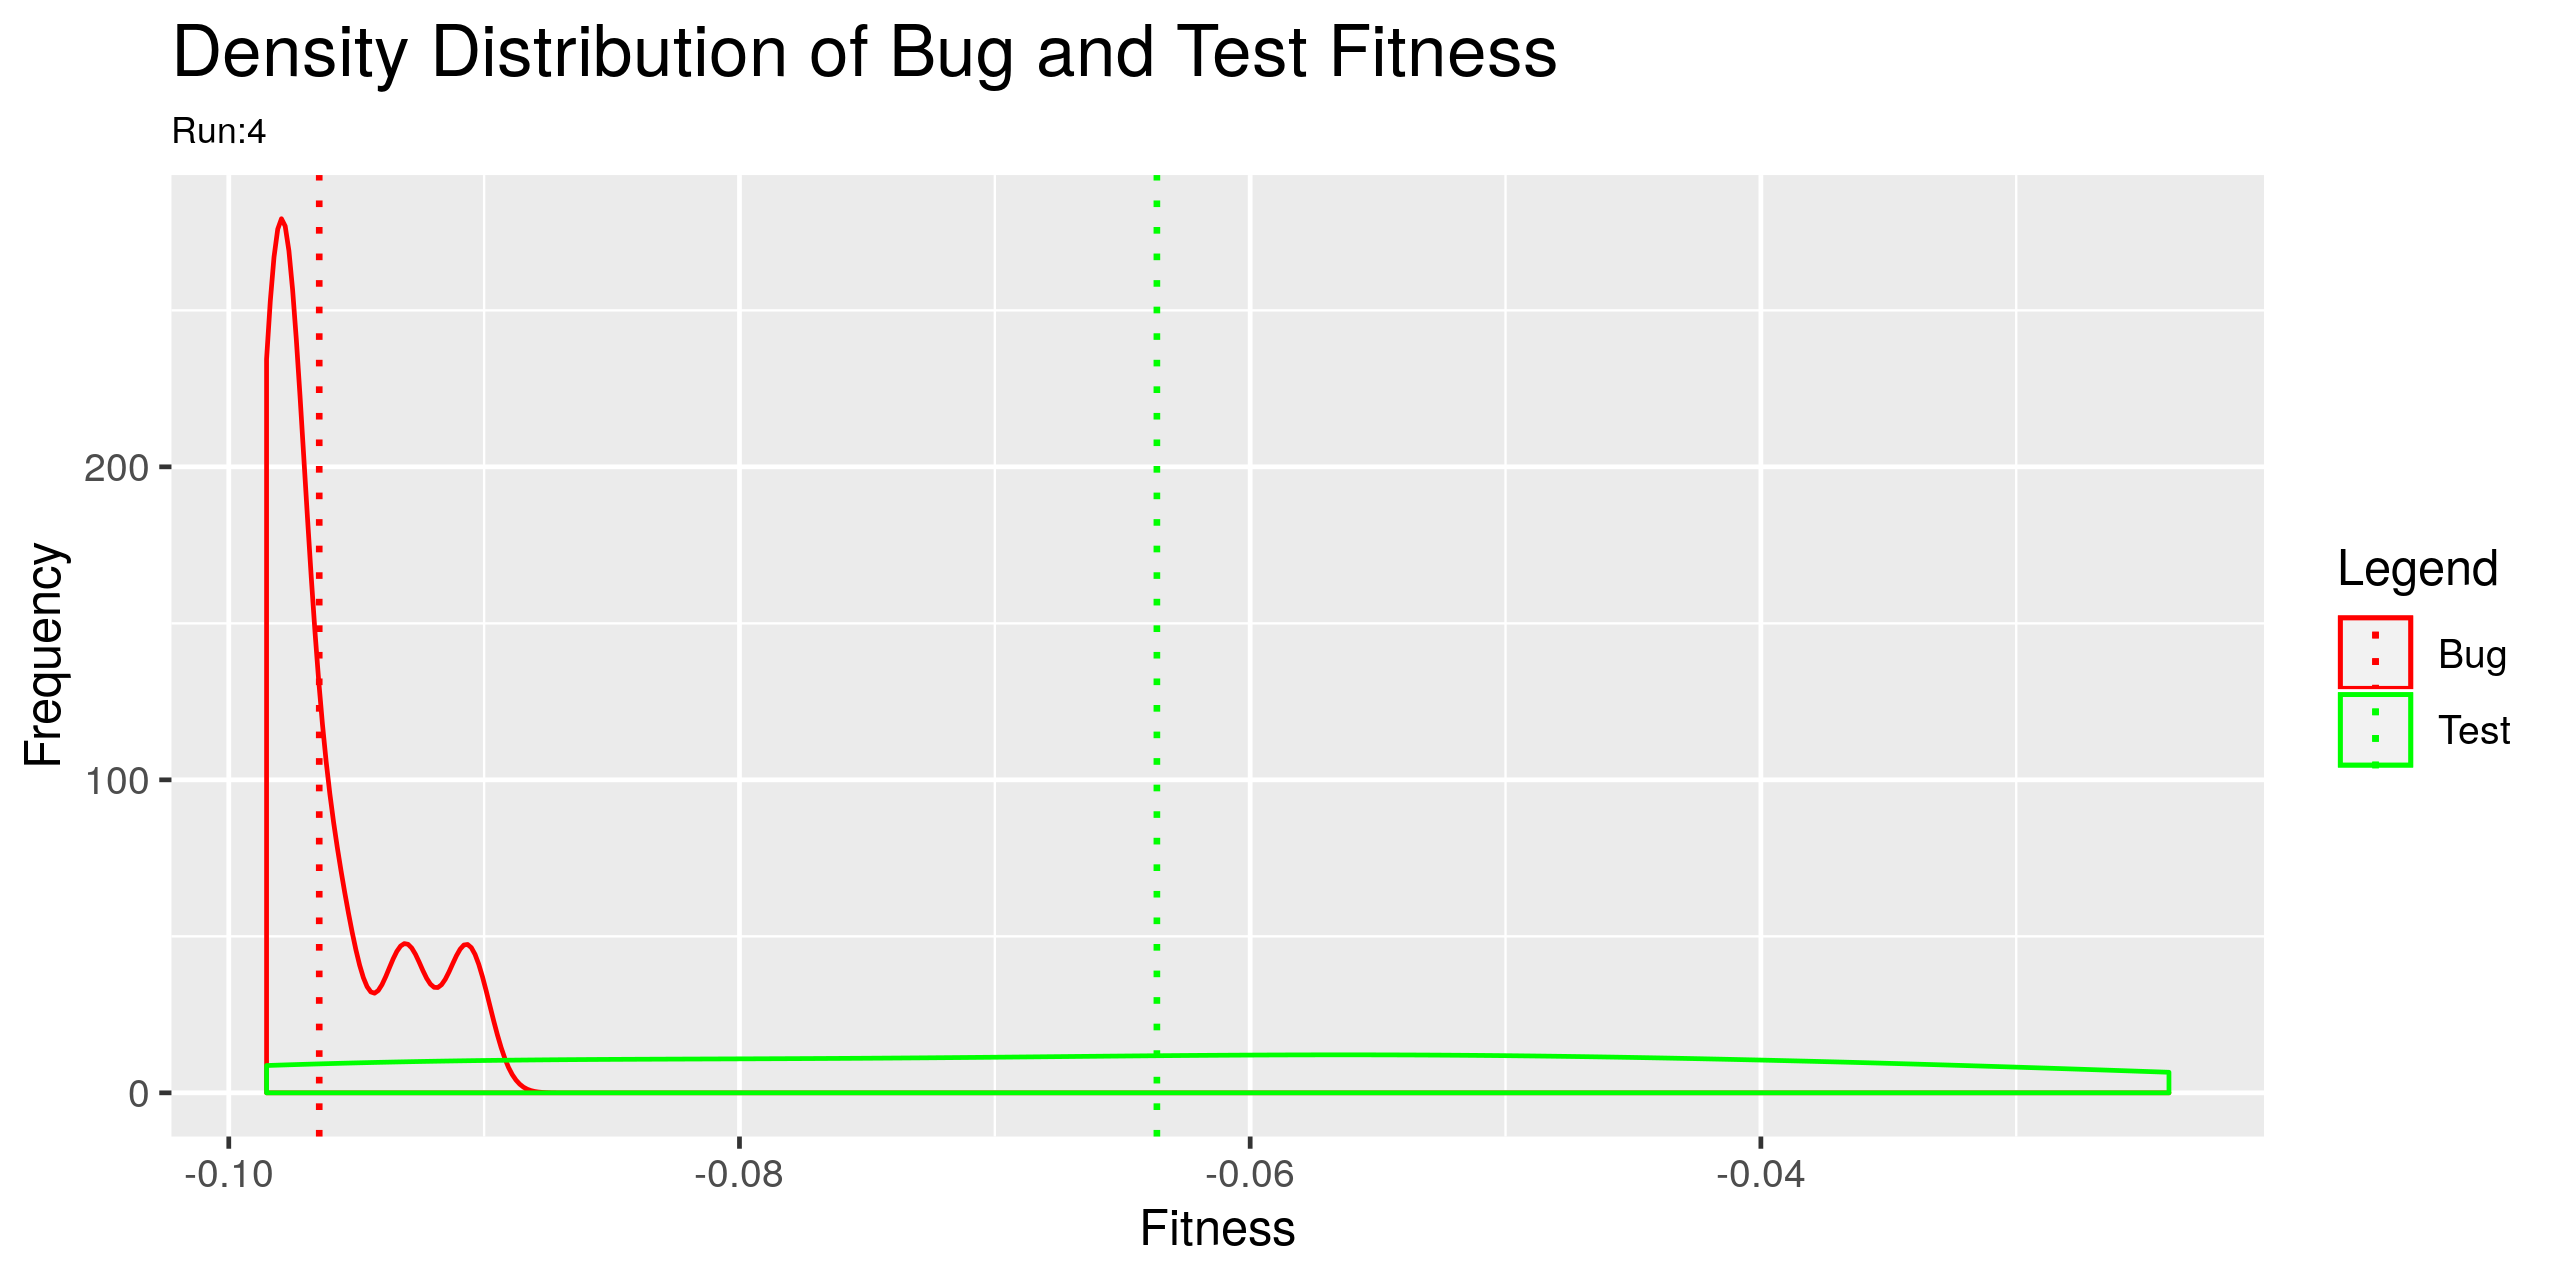 Density Distribution of Bug and Test Fitness
Run:4
Frequency
200
100
0
-0.10
-0.08
-0.06
-0.04
Fitness
Legend
Bug
Test